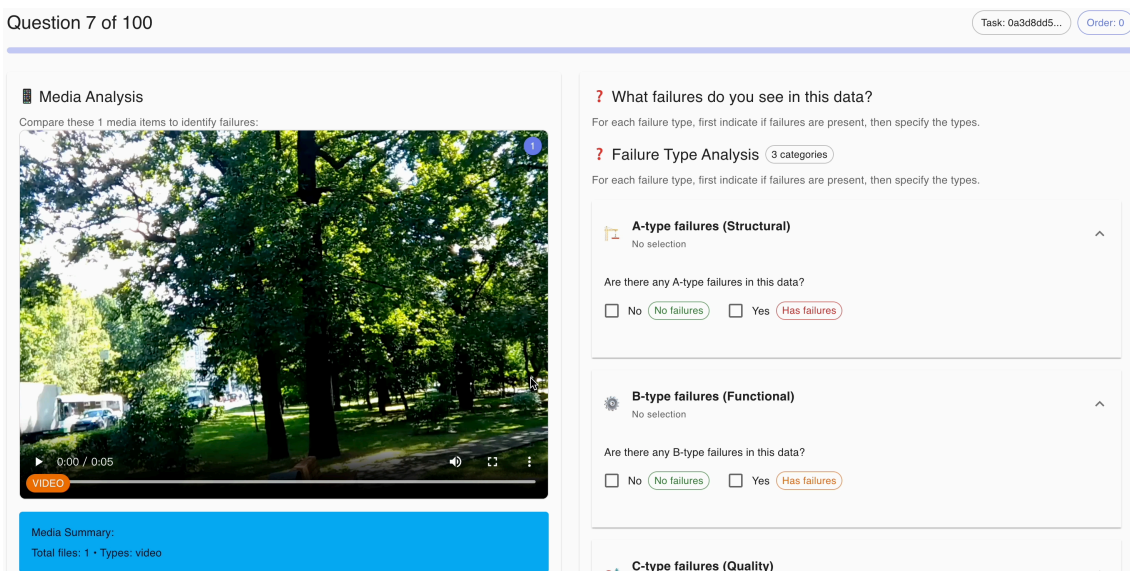 Question 7 of 100
Task: 0a3d8dd5...
Order: 0
Media Analysis
Compare these 1 media items to identify failures:
1
0:00 / 0:05
VIDEO
Media Summary:
Total files: 1 • Types: video
? What failures do you see in this data?
For each failure type, first indicate if failures are present, then specify the types.
? Failure Type Analysis 3 categories
For each failure type, first indicate if failures are present, then specify the types.
A-type failures (Structural)
No selection
Are there any A-type failures in this data?
No No failures Yes Has failures
B-type failures (Functional)
No selection
Are there any B-type failures in this data?
No No failures Yes Has failures
C-type failures (Quality)